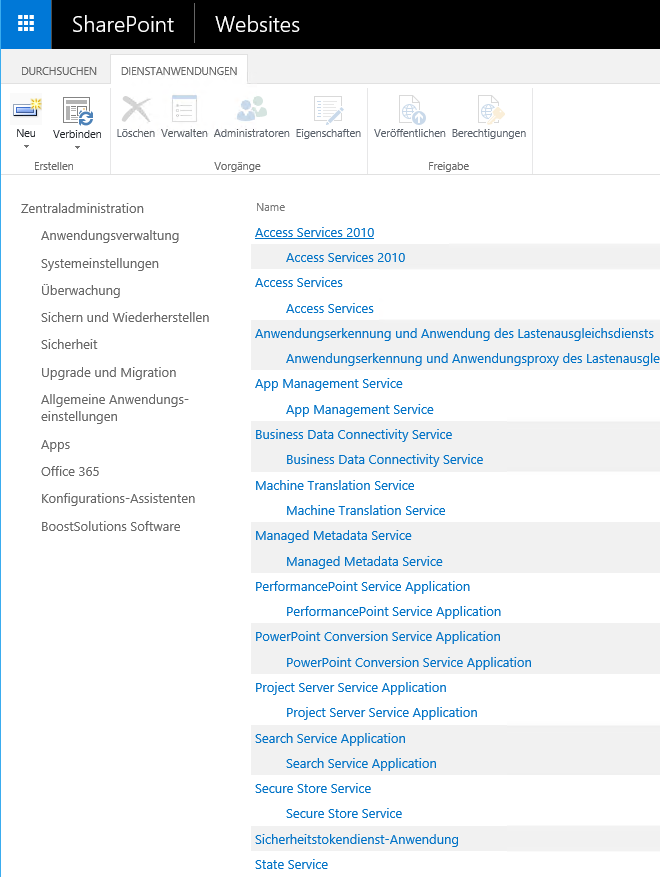 SharePoint Websites
DURCHSUCHEN DIENSTANWENDUNGEN
Neu Verbinden Löschen Verwalten Administratoren Eigenschaften Veröffentlichen Berechtigungen
Erstellen Vorgänge Freigabe
Zentraladministration
Anwendungsverwaltung
Systemeinstellungen
Überwachung
Sichern und Wiederherstellen
Sicherheit
Upgrade und Migration
Allgemeine Anwendungs-
einstellungen
Apps
Office 365
Konfigurations-Assistenten
BoostSolutions Software
Name
Access Services 2010
Access Services 2010
Access Services
Access Services
Anwendungserkennung und Anwendung des Lastenausgleichsdiensts
Anwendungserkennung und Anwendungsproxy des Lastenausgle
App Management Service
App Management Service
Business Data Connectivity Service
Business Data Connectivity Service
Machine Translation Service
Machine Translation Service
Managed Metadata Service
Managed Metadata Service
PerformancePoint Service Application
PerformancePoint Service Application
PowerPoint Conversion Service Application
PowerPoint Conversion Service Application
Project Server Service Application
Project Server Service Application
Search Service Application
Search Service Application
Secure Store Service
Secure Store Service
Sicherheitstokendienst-Anwendung
State Service